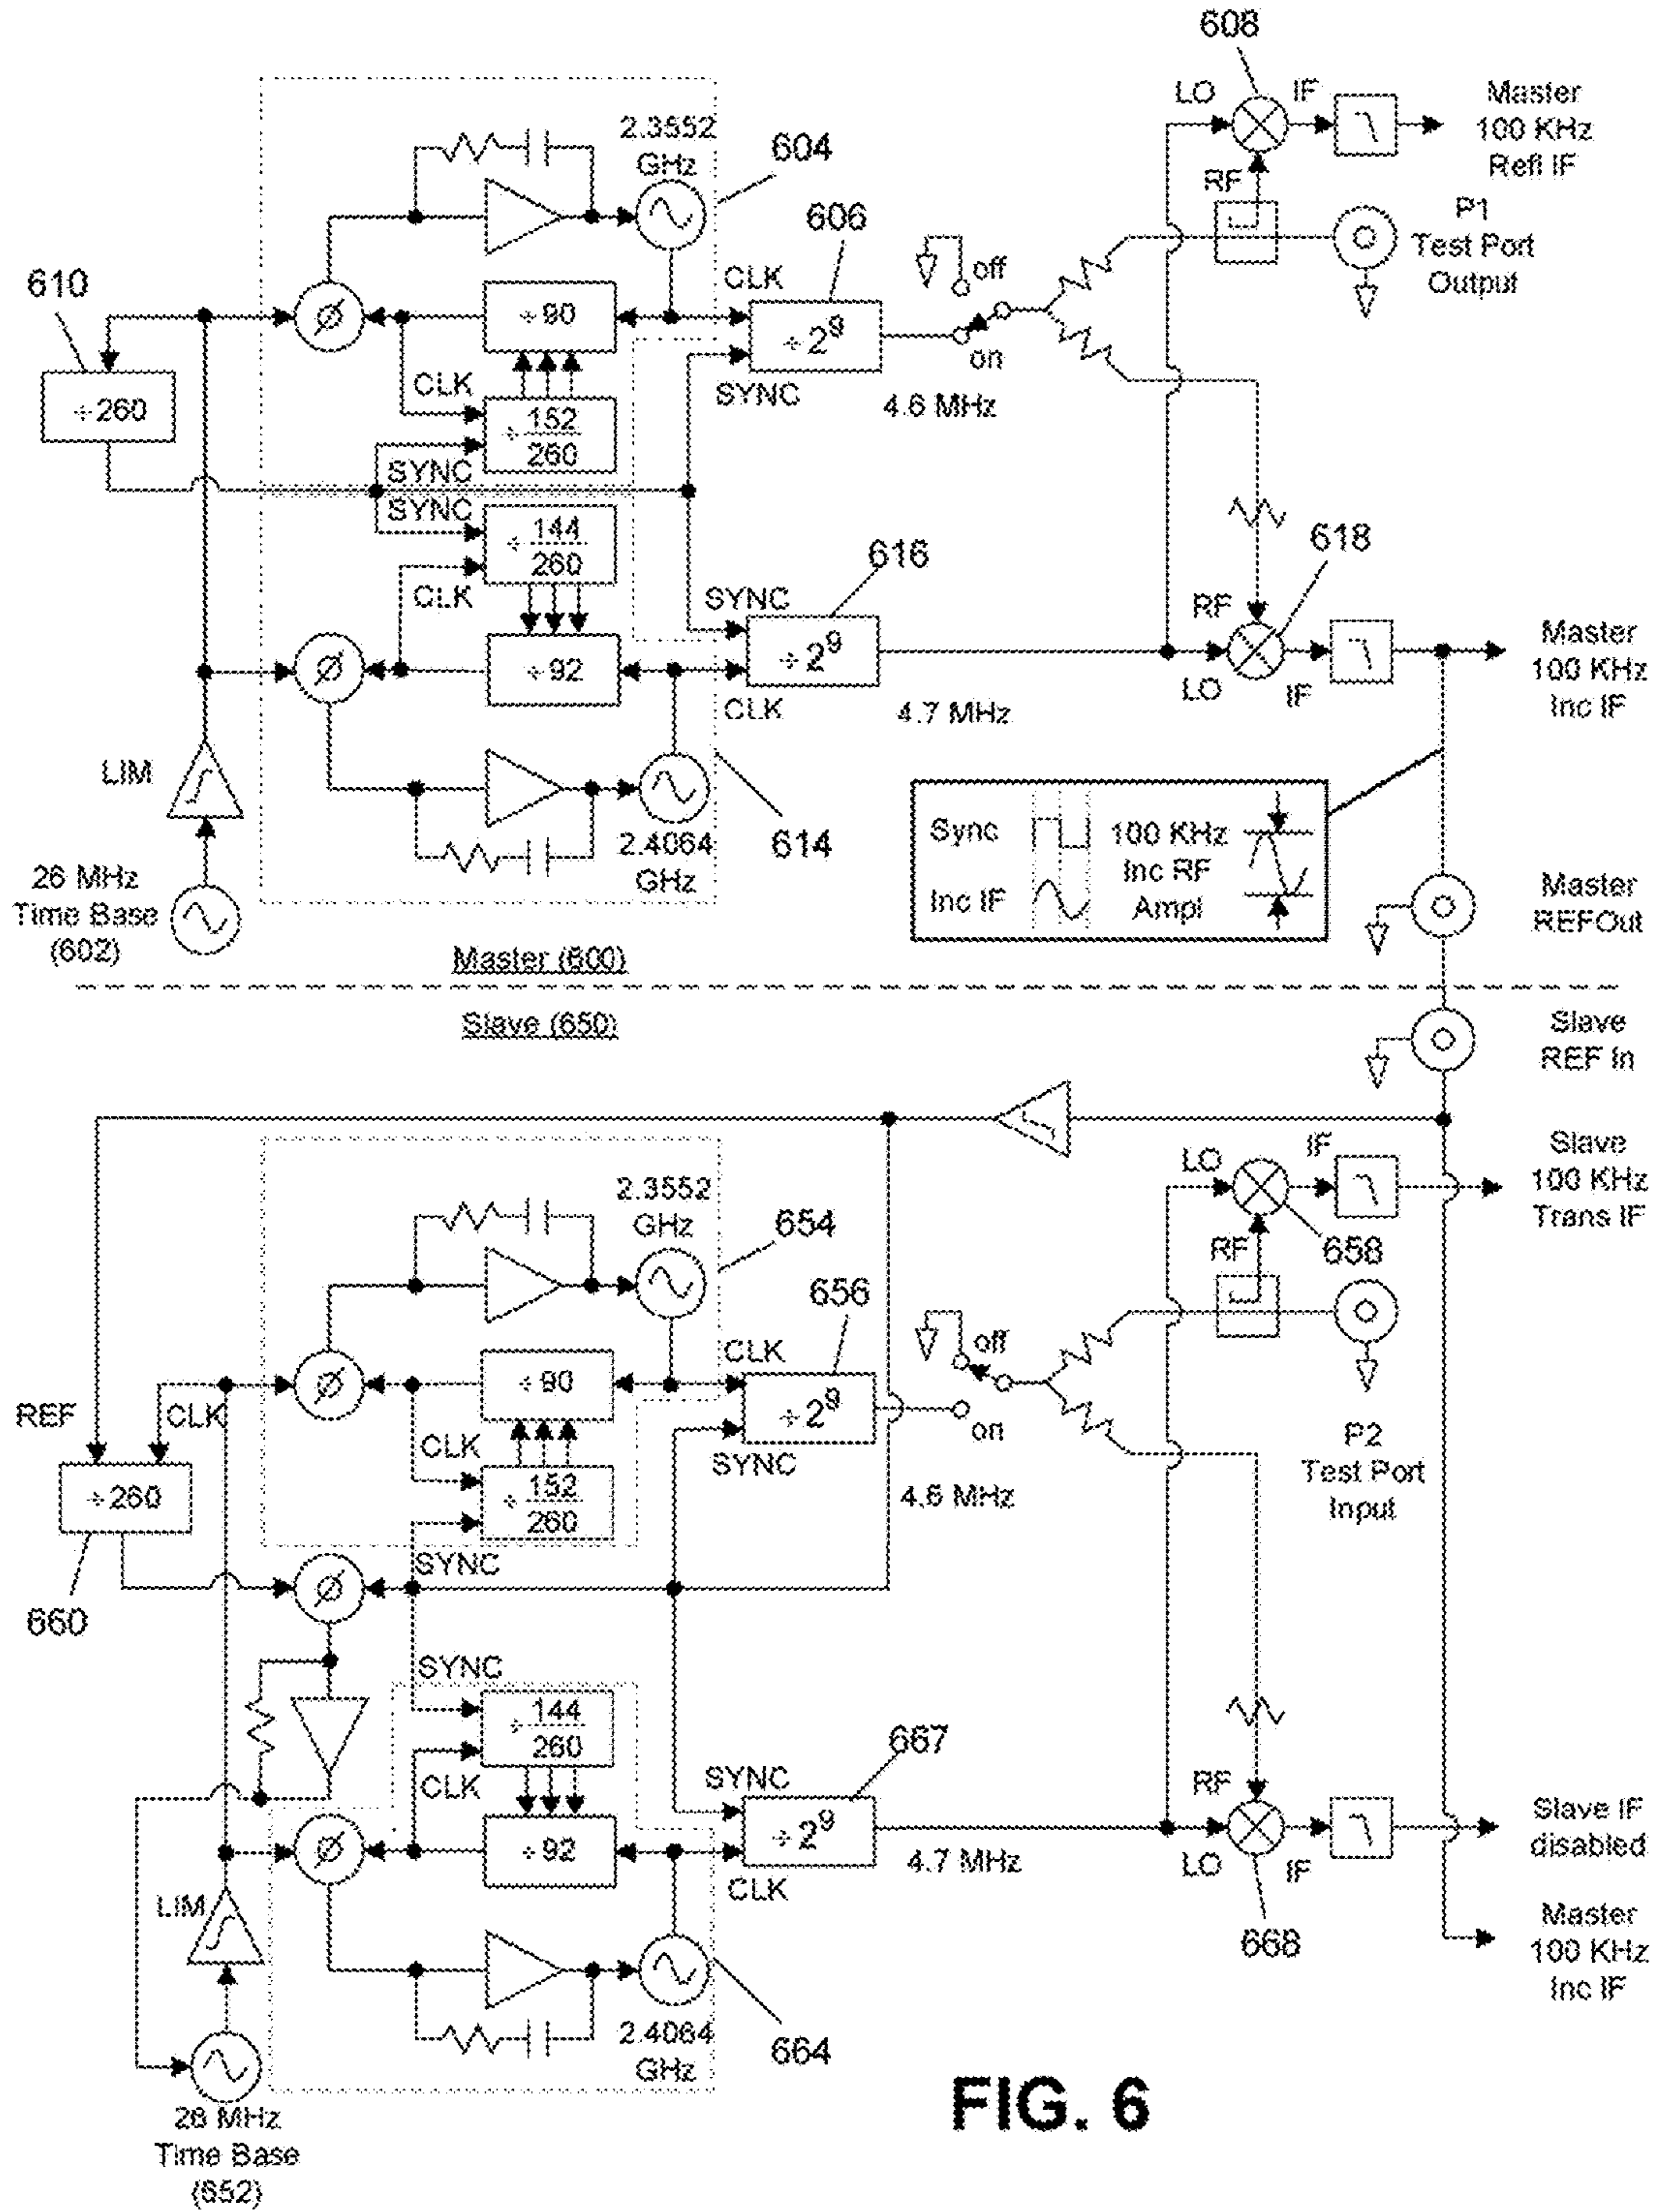 608
LO
IF
Master
100 KHz
Refl IF
2.3552
GHz
604
RF
606
P1
Test Port
Output
610
CLK
off
÷ 90
÷ 2⁹
on
÷ 260
CLK
SYNC
4.6 MHz
÷ 152
260
SYNC
SYNC
÷ 144
260
616
618
CLK
SYNC
RF
÷ 92
÷ 2⁹
Master
100 KHz
Inc IF
CLK
LO
IF
4.7 MHz
LIM
Sync
100 KHz
Inc RF
Ampl
Inc IF
2.4064
GHz
614
26 MHz
Time Base
(602)
Master
REFOut
Master (600)
Slave (650)
Slave
REF In
LO
IF
Slave
100 KHz
Trans IF
2.3552
GHz
654
RF
658
656
off
CLK
REF
CLK
÷ 90
÷ 2⁹
on
CLK
SYNC
P2
Test Port
Input
÷ 260
÷ 152
260
4.6 MHz
SYNC
660
SYNC
÷ 144
260
667
CLK
SYNC
RF
÷ 92
÷ 2⁹
Slave IF
disabled
4.7 MHz
LO
IF
CLK
LIM
668
Master
100 KHz
Inc IF
2.4064
GHz
664
26 MHz
Time Base
(652)
FIG. 6